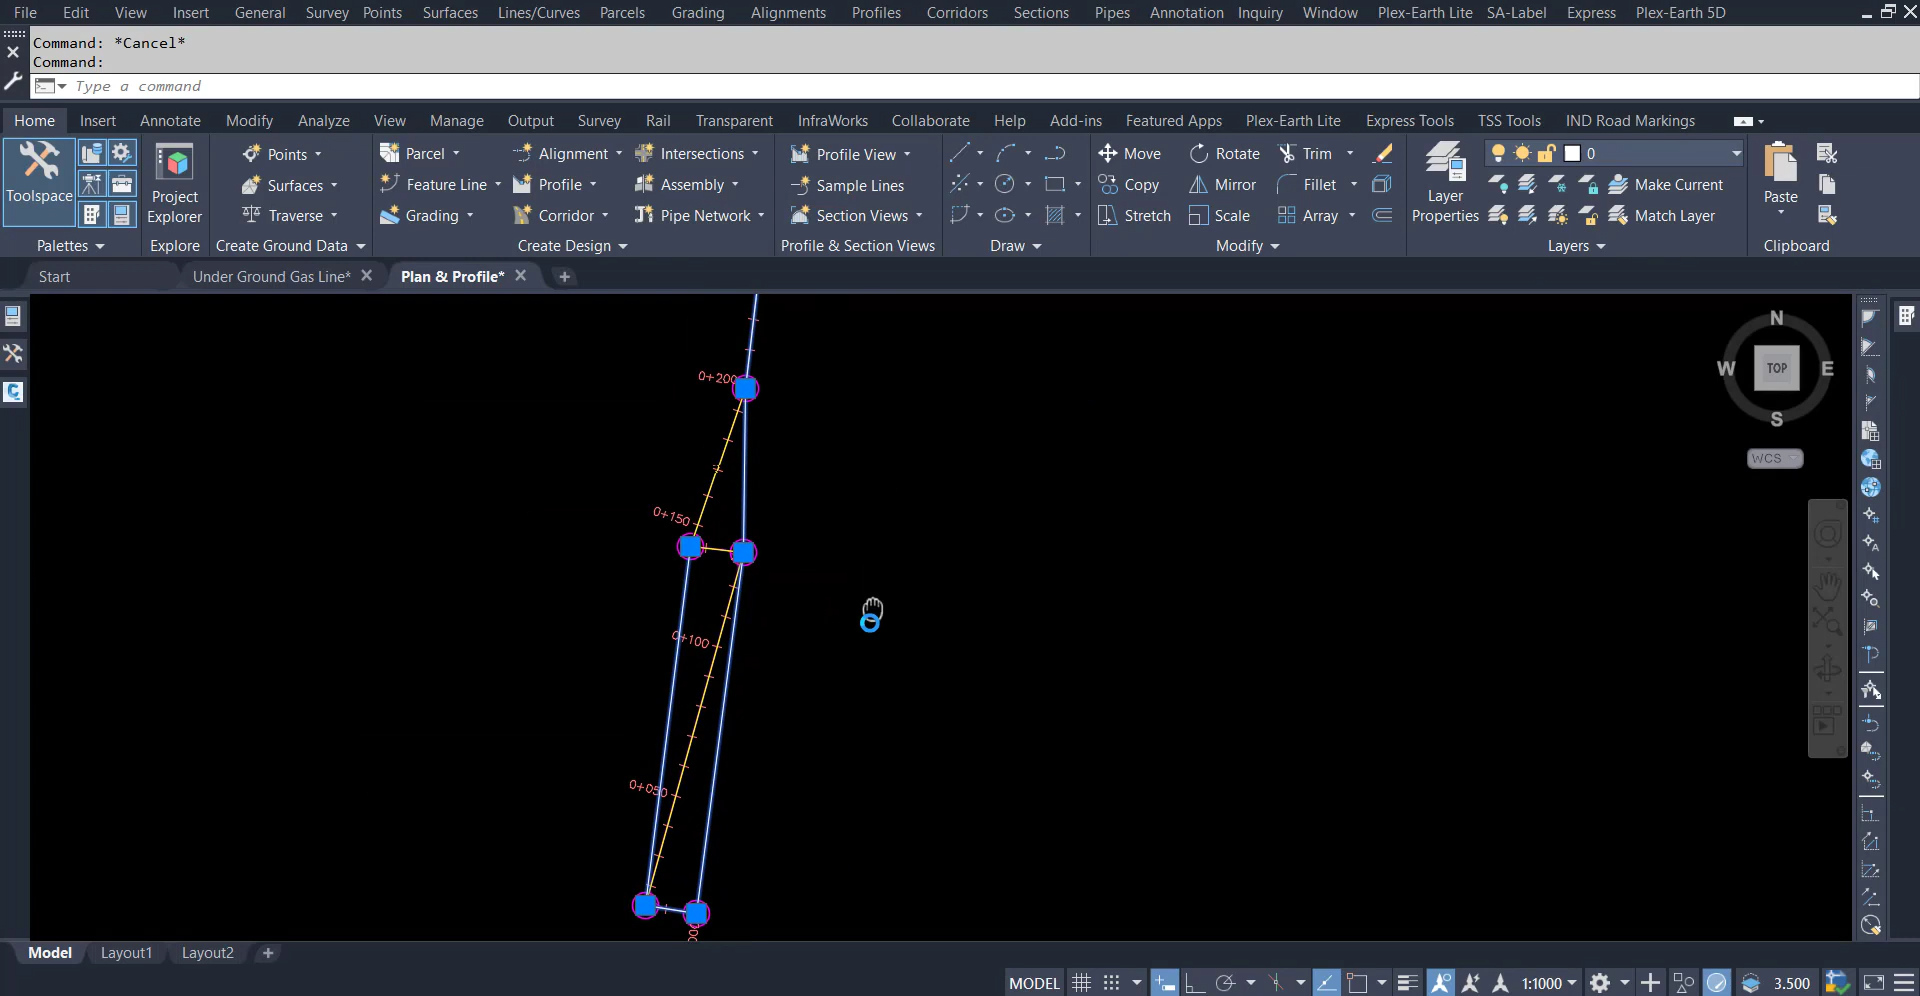 File Edit View Insert General Survey Points Surfaces Lines/Curves Parcels Grading Alignments Profiles Corridors Sections Pipes Annotation Inquiry Window Plex-Earth Lite SA-Label Express Plex-Earth 5D
Command: *Cancel*
Command:
Type a command
Home Insert Annotate Modify Analyze View Manage Output Survey Rail Transparent InfraWorks Collaborate Help Add-ins Featured Apps Plex-Earth Lite Express Tools TSS Tools IND Road Markings
Points Parcel Alignment Intersections Profile View Move Rotate Trim 0
Toolspace Project Explorer Surfaces Feature Line Profile Assembly Sample Lines Copy Mirror Fillet Layer Properties Make Current Paste
Traverse Grading Corridor Pipe Network Section Views Stretch Scale Array Match Layer
Palettes Explore Create Ground Data Create Design Profile & Section Views Draw Modify Layers Clipboard
Start Under Ground Gas Line* Plan & Profile*
N
W TOP E
S
WCS
0+200
0+150
0+100
0+050
Model Layout1 Layout2
MODEL 1:1000 3.500